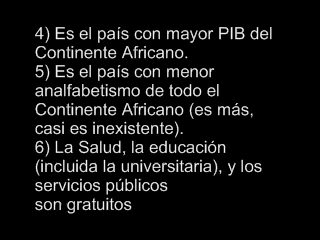 4) Es el país con mayor PIB del
Continente Africano.
5) Es el país con menor
analfabetismo de todo el
Continente Africano (es más,
casi es inexistente).
6) La Salud, la educación
(incluida la universitaria), y los
servicios públicos
son gratuitos